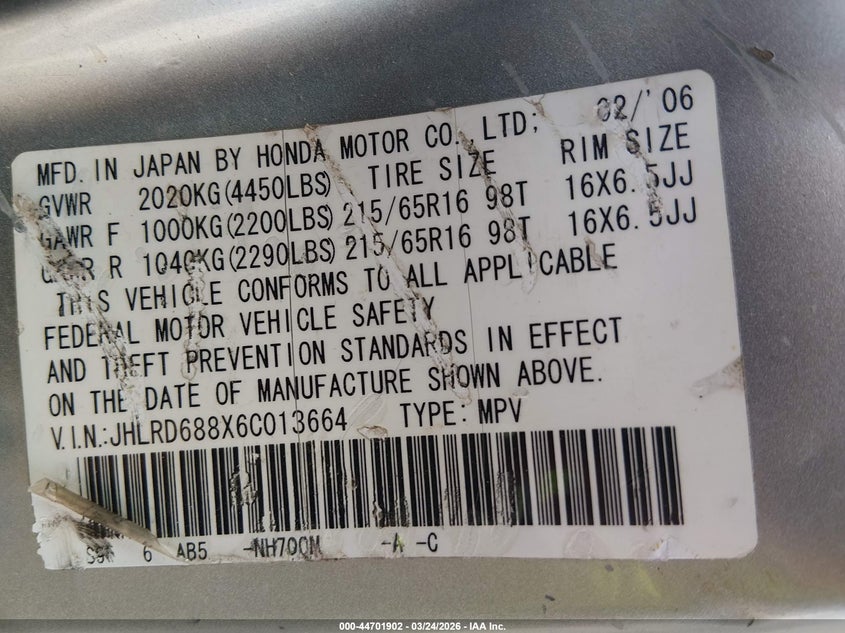 MFD. IN JAPAN BY HONDA MOTOR CO. LTD; 02/'06
GVWR 2020KG(4450LBS) TIRE SIZE RIM SIZE
GAWR F 1000KG(2200LBS) 215/65R16 98T 16X6.5JJ
GAWR R 1040KG(2290LBS) 215/65R16 98T 16X6.5JJ
THIS VEHICLE CONFORMS TO ALL APPLICABLE
FEDERAL MOTOR VEHICLE SAFETY
AND THEFT PREVENTION STANDARDS IN EFFECT
ON THE DATE OF MANUFACTURE SHOWN ABOVE.
V.I.N.:JHLRD688X6C013664 TYPE: MPV
6 AB5 -NH700M -A -C
000-44701902 - 03/24/2026 - IAA Inc.